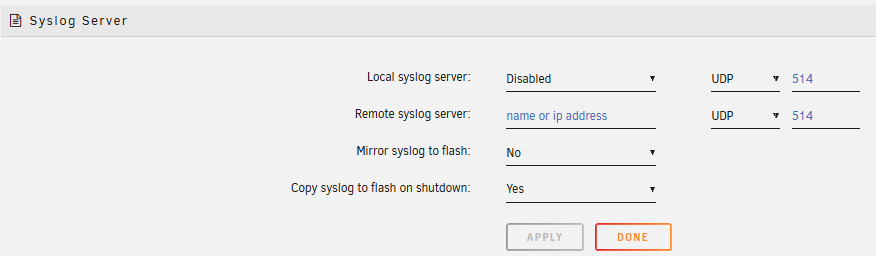 Syslog Server
Local syslog server: Disabled UDP 514
Remote syslog server: name or ip address UDP 514
Mirror syslog to flash: No
Copy syslog to flash on shutdown: Yes
APPLY DONE